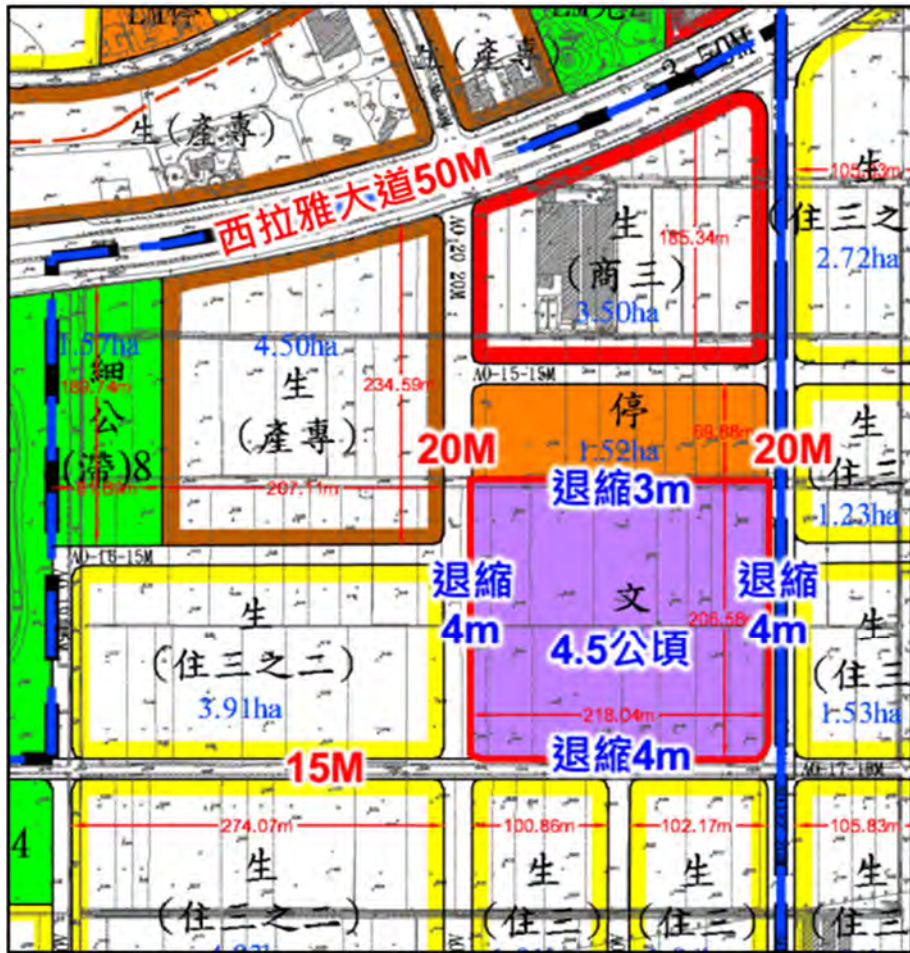 2-50M
生(產專)
生(產專)
西拉雅大道50M
AO-20 20M
生
(商三)
185.34m
3.50ha
105.83m
生
(住三之
2.72ha
1.57ha
189.74m
細
公
(滯)8
81.89m
4.50ha
生
(產專)
234.59m
207.11m
AO-15-15M
20M
停
1.52ha
69.88m
20M
生
(住三
1.23ha
退縮3m
AO-16-15M
退縮
4m
文
4.5公頃
206.58m
218.04m
退縮4m
退縮
4m
生
(住三之二)
3.91ha
生
(住三
1.53ha
15M
AO-17-18M
4
274.07m
生
(住三之二)
100.86m
生
(住三)
102.17m
生
(住三)
105.83m
生
(住三